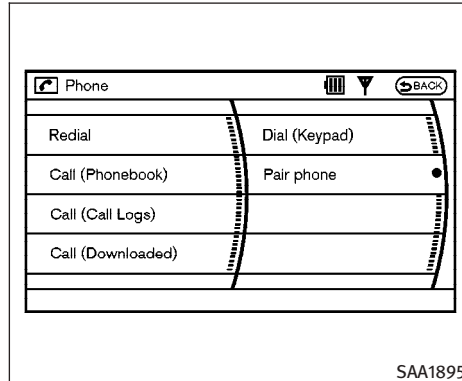 Phone
BACK
Redial
Dial (Keypad)
Call (Phonebook)
Pair phone
Call (Call Logs)
Call (Downloaded)
SAA1895